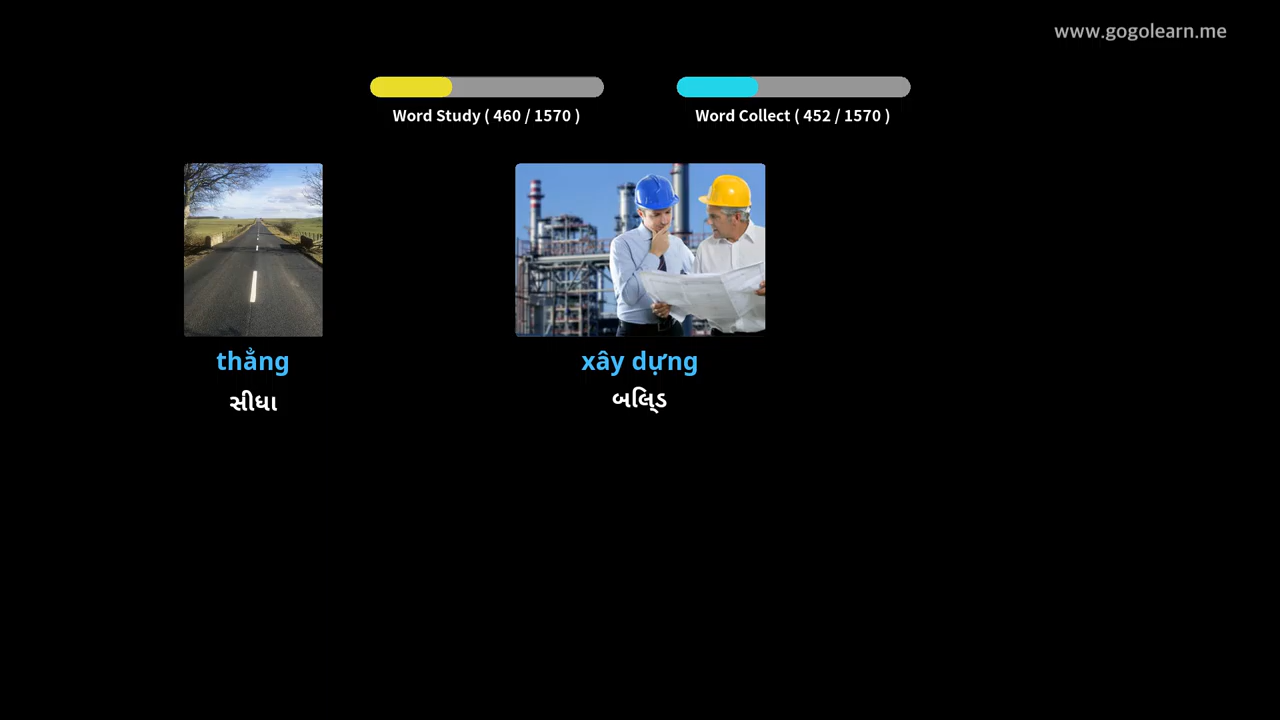 www.gogolearn.me
Word Study ( 460 / 1570 )
Word Collect ( 452 / 1570 )
thẳng
સીધા
xây dựng
બલ્ડિ